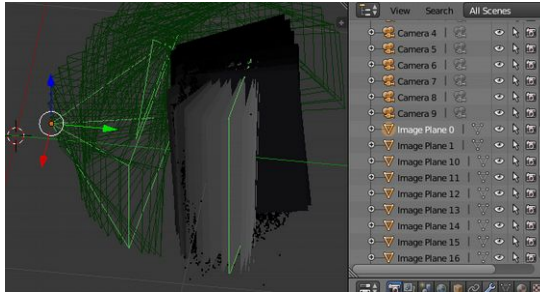 View Search All Scenes
Camera 4
Camera 5
Camera 6
Camera 7
Camera 8
Camera 9
Image Plane 0
Image Plane 1
Image Plane 10
Image Plane 11
Image Plane 12
Image Plane 13
Image Plane 14
Image Plane 15
Image Plane 16